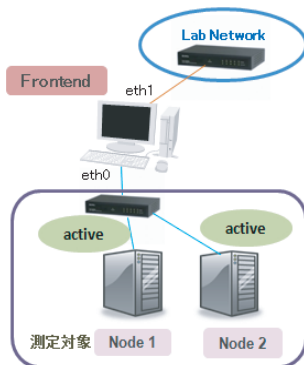 Lab Network
Frontend
eth1
eth0
active
active
測定対象
Node 1
Node 2